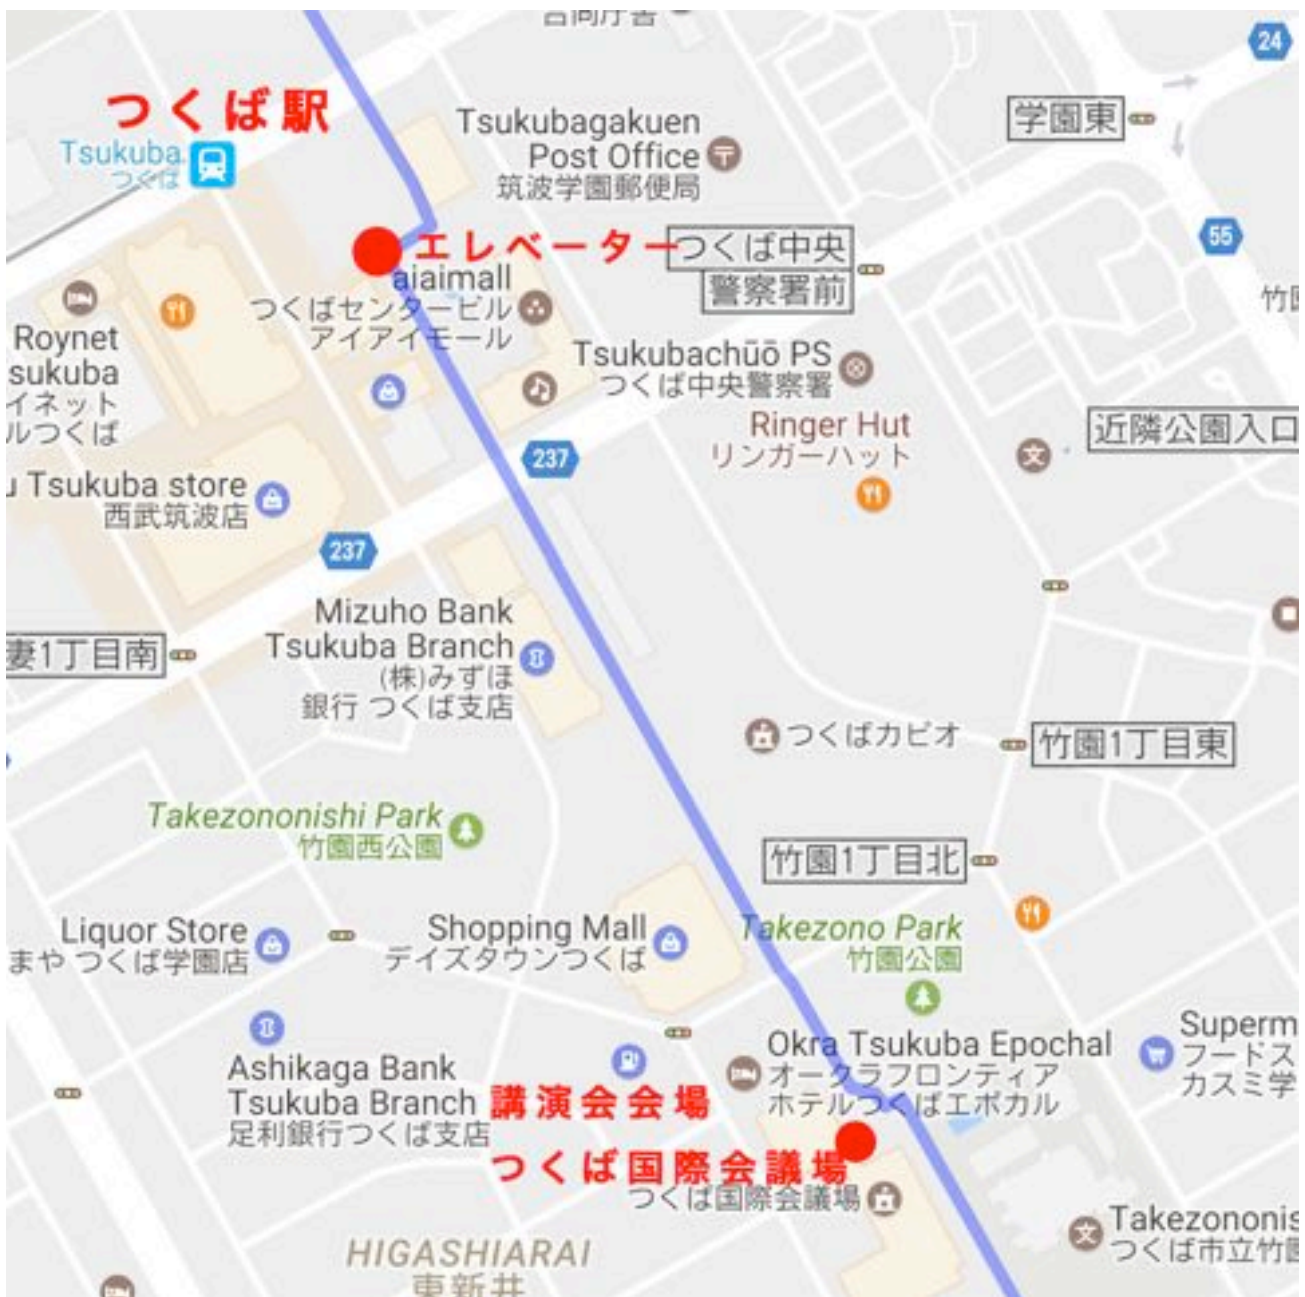 合同庁舎
24
つくば駅
Tsukuba
つくば
Tsukubagakuen
Post Office
筑波学園郵便局
学園東
55
エレベーター
つくば中央
警察署前
aiaimall
つくばセンタービル
アイアイモール
Roynet
sukuba
イネット
ルつくば
Tsukubachūō PS
つくば中央警察署
Ringer Hut
リンガーハット
近隣公園入口
237
Tsukuba store
西武筑波店
237
Mizuho Bank
Tsukuba Branch
(株)みずほ
銀行 つくば支店
妻1丁目南
つくばカピオ
竹園1丁目東
Takezononishi Park
竹園西公園
竹園1丁目北
Liquor Store
まや つくば学園店
Shopping Mall
デイズタウンつくば
Takezono Park
竹園公園
Okra Tsukuba Epochal
オークラフロンティア
ホテルつくばエポカル
Superm
フードス
カスミ学
Ashikaga Bank
Tsukuba Branch
足利銀行つくば支店
講演会会場
つくば国際会議場
つくば国際会議場
Takezononis
つくば市立竹園
HIGASHIARAI
東新井